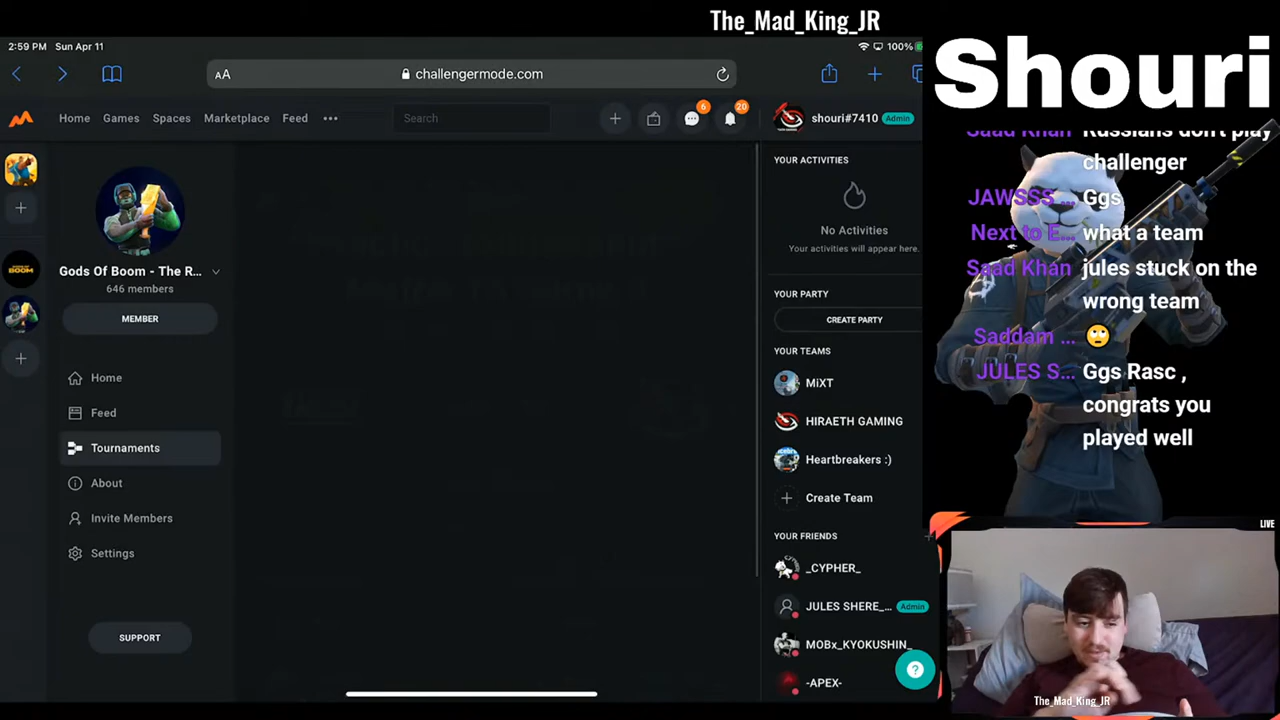 The_Mad_King_JR
2:59 PM Sun Apr 11
100%
AA
challengermode.com
Home Games Spaces Marketplace Feed •••
Search
6
20
shouri#7410 Admin
Gods Of Boom - The R...
646 members
MEMBER
Home
Feed
Tournaments
About
Invite Members
Settings
SUPPORT
YOUR ACTIVITIES
No Activities
Your activities will appear here.
YOUR PARTY
CREATE PARTY
YOUR TEAMS
MiXT
HIRAETH GAMING
Heartbreakers :)
Create Team
YOUR FRIENDS
_CYPHER_
JULES SHERE_... Admin
MOBx_KYOKUSHIN_
-APEX-
Shouri
Saad Khan Russians don't play
challenger
JAWSSS ... Ggs
Next to E... what a team
Saad Khan jules stuck on the
wrong team
Saddam ... 🙄
JULES S... Ggs Rasc ,
congrats you
played well
LIVE
The_Mad_King_JR